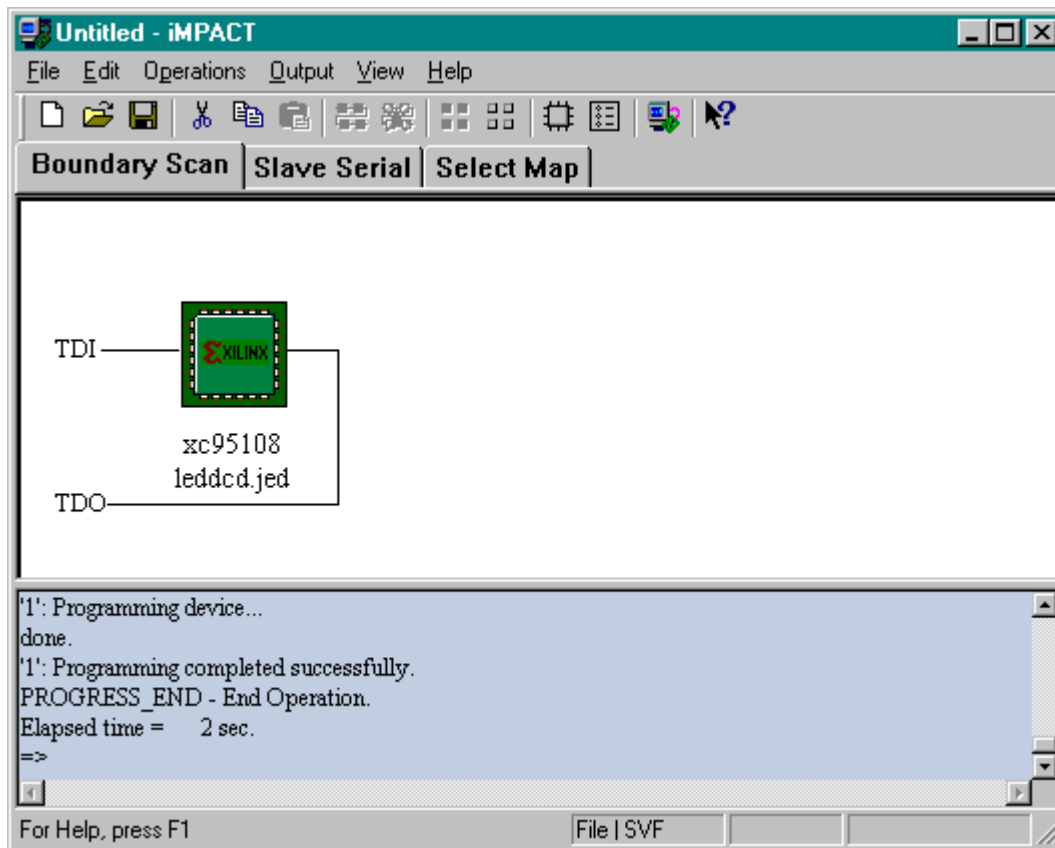 Untitled - iMPACT
File Edit Operations Output View Help
Boundary Scan Slave Serial Select Map
TDI
XILINX
xc95108
leddcd.jed
TDO
'1': Programming device...
done.
'1': Programming completed successfully.
PROGRESS_END - End Operation.
Elapsed time = 2 sec.
=>
For Help, press F1 File | SVF